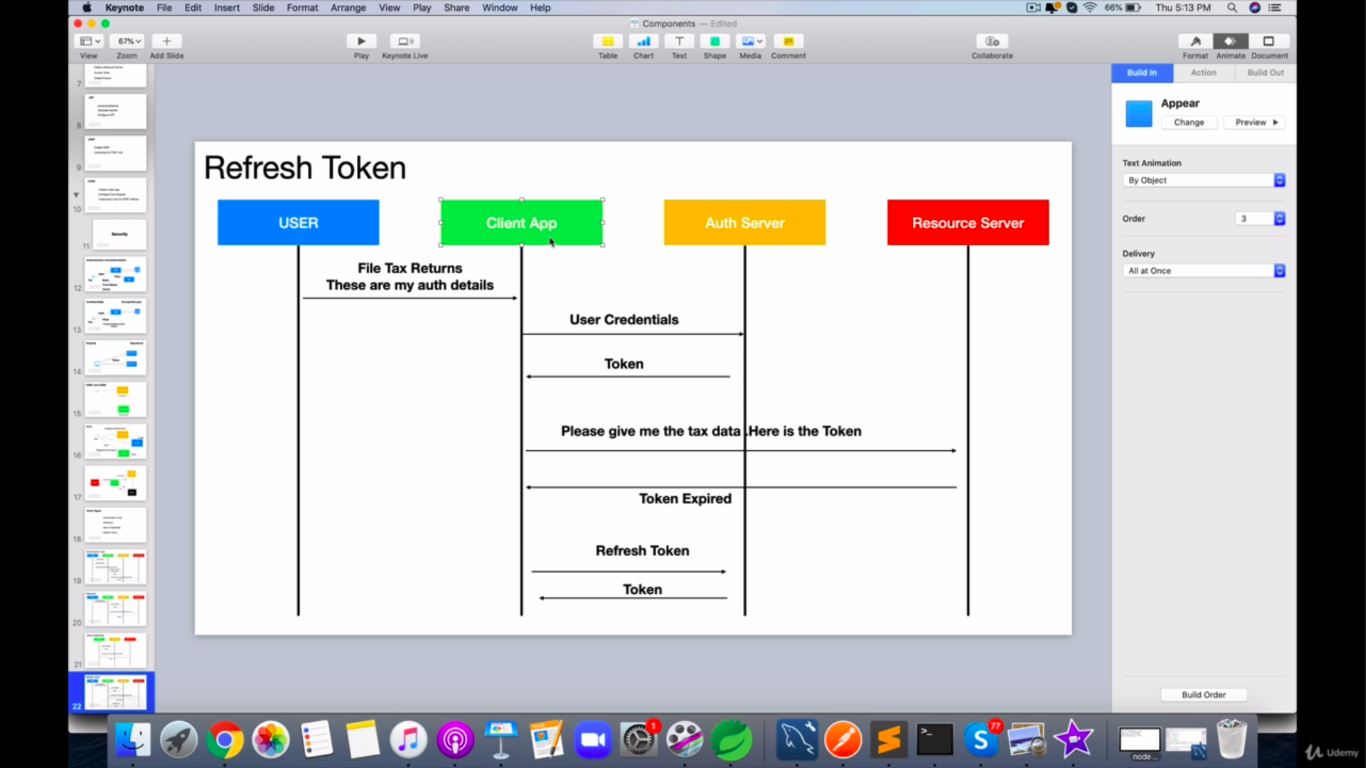 Keynote File Edit Insert Slide Format Arrange View Play Share Window Help 66% Thu 5:13 PM
Components — Edited
67%
View Zoom Add Slide Play Keynote Live Table Chart Text Shape Media Comment Collaborate Format Animate Document
Build In Action Build Out
Appear
Change Preview
Text Animation
By Object
Order 3
Delivery
All at Once
Build Order
7
8
9
10
Security
11
12
13
14
15
16
17
18
19
20
21
22
Refresh Token
USER Client App Auth Server Resource Server
File Tax Returns
These are my auth details
User Credentials
Token
Please give me the tax data .Here is the Token
Token Expired
Refresh Token
Token
1
77
node...
Udemy